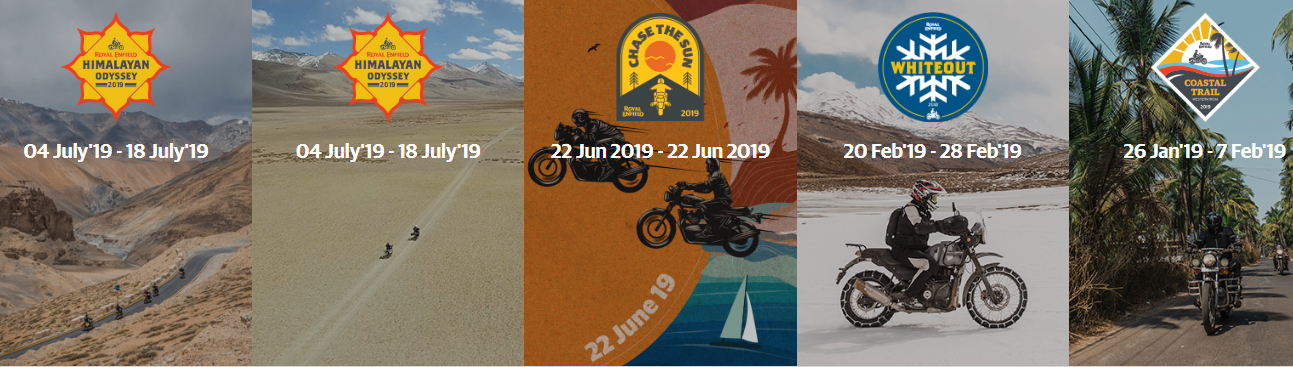 ROYAL ENFIELD
HIMALAYAN
ODYSSEY
2019
04 July'19 - 18 July'19
ROYAL ENFIELD
HIMALAYAN
ODYSSEY
2019
04 July'19 - 18 July'19
CHASE THE SUN
ROYAL
ENFIELD
2019
22 Jun 2019 - 22 Jun 2019
22 June 19
ROYAL
ENFIELD
WHITEOUT
20 Feb'19 - 28 Feb'19
ROYAL
ENFIELD
COASTAL
TRAIL
2019
26 Jan'19 - 7 Feb'19